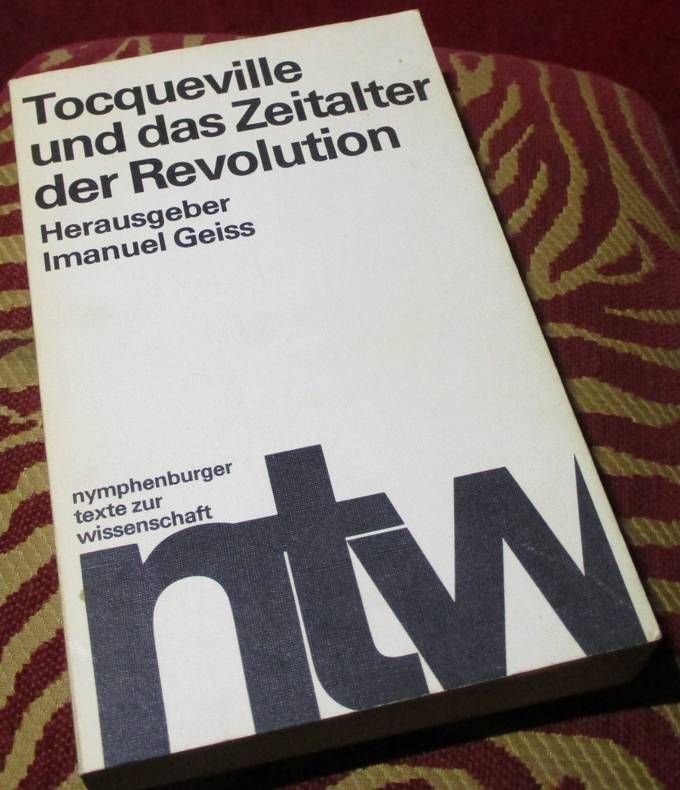 Tocqueville
und das Zeitalter
der Revolution
Herausgeber
Imanuel Geiss
nymphenburger
texte zur
wissenschaft
ntw